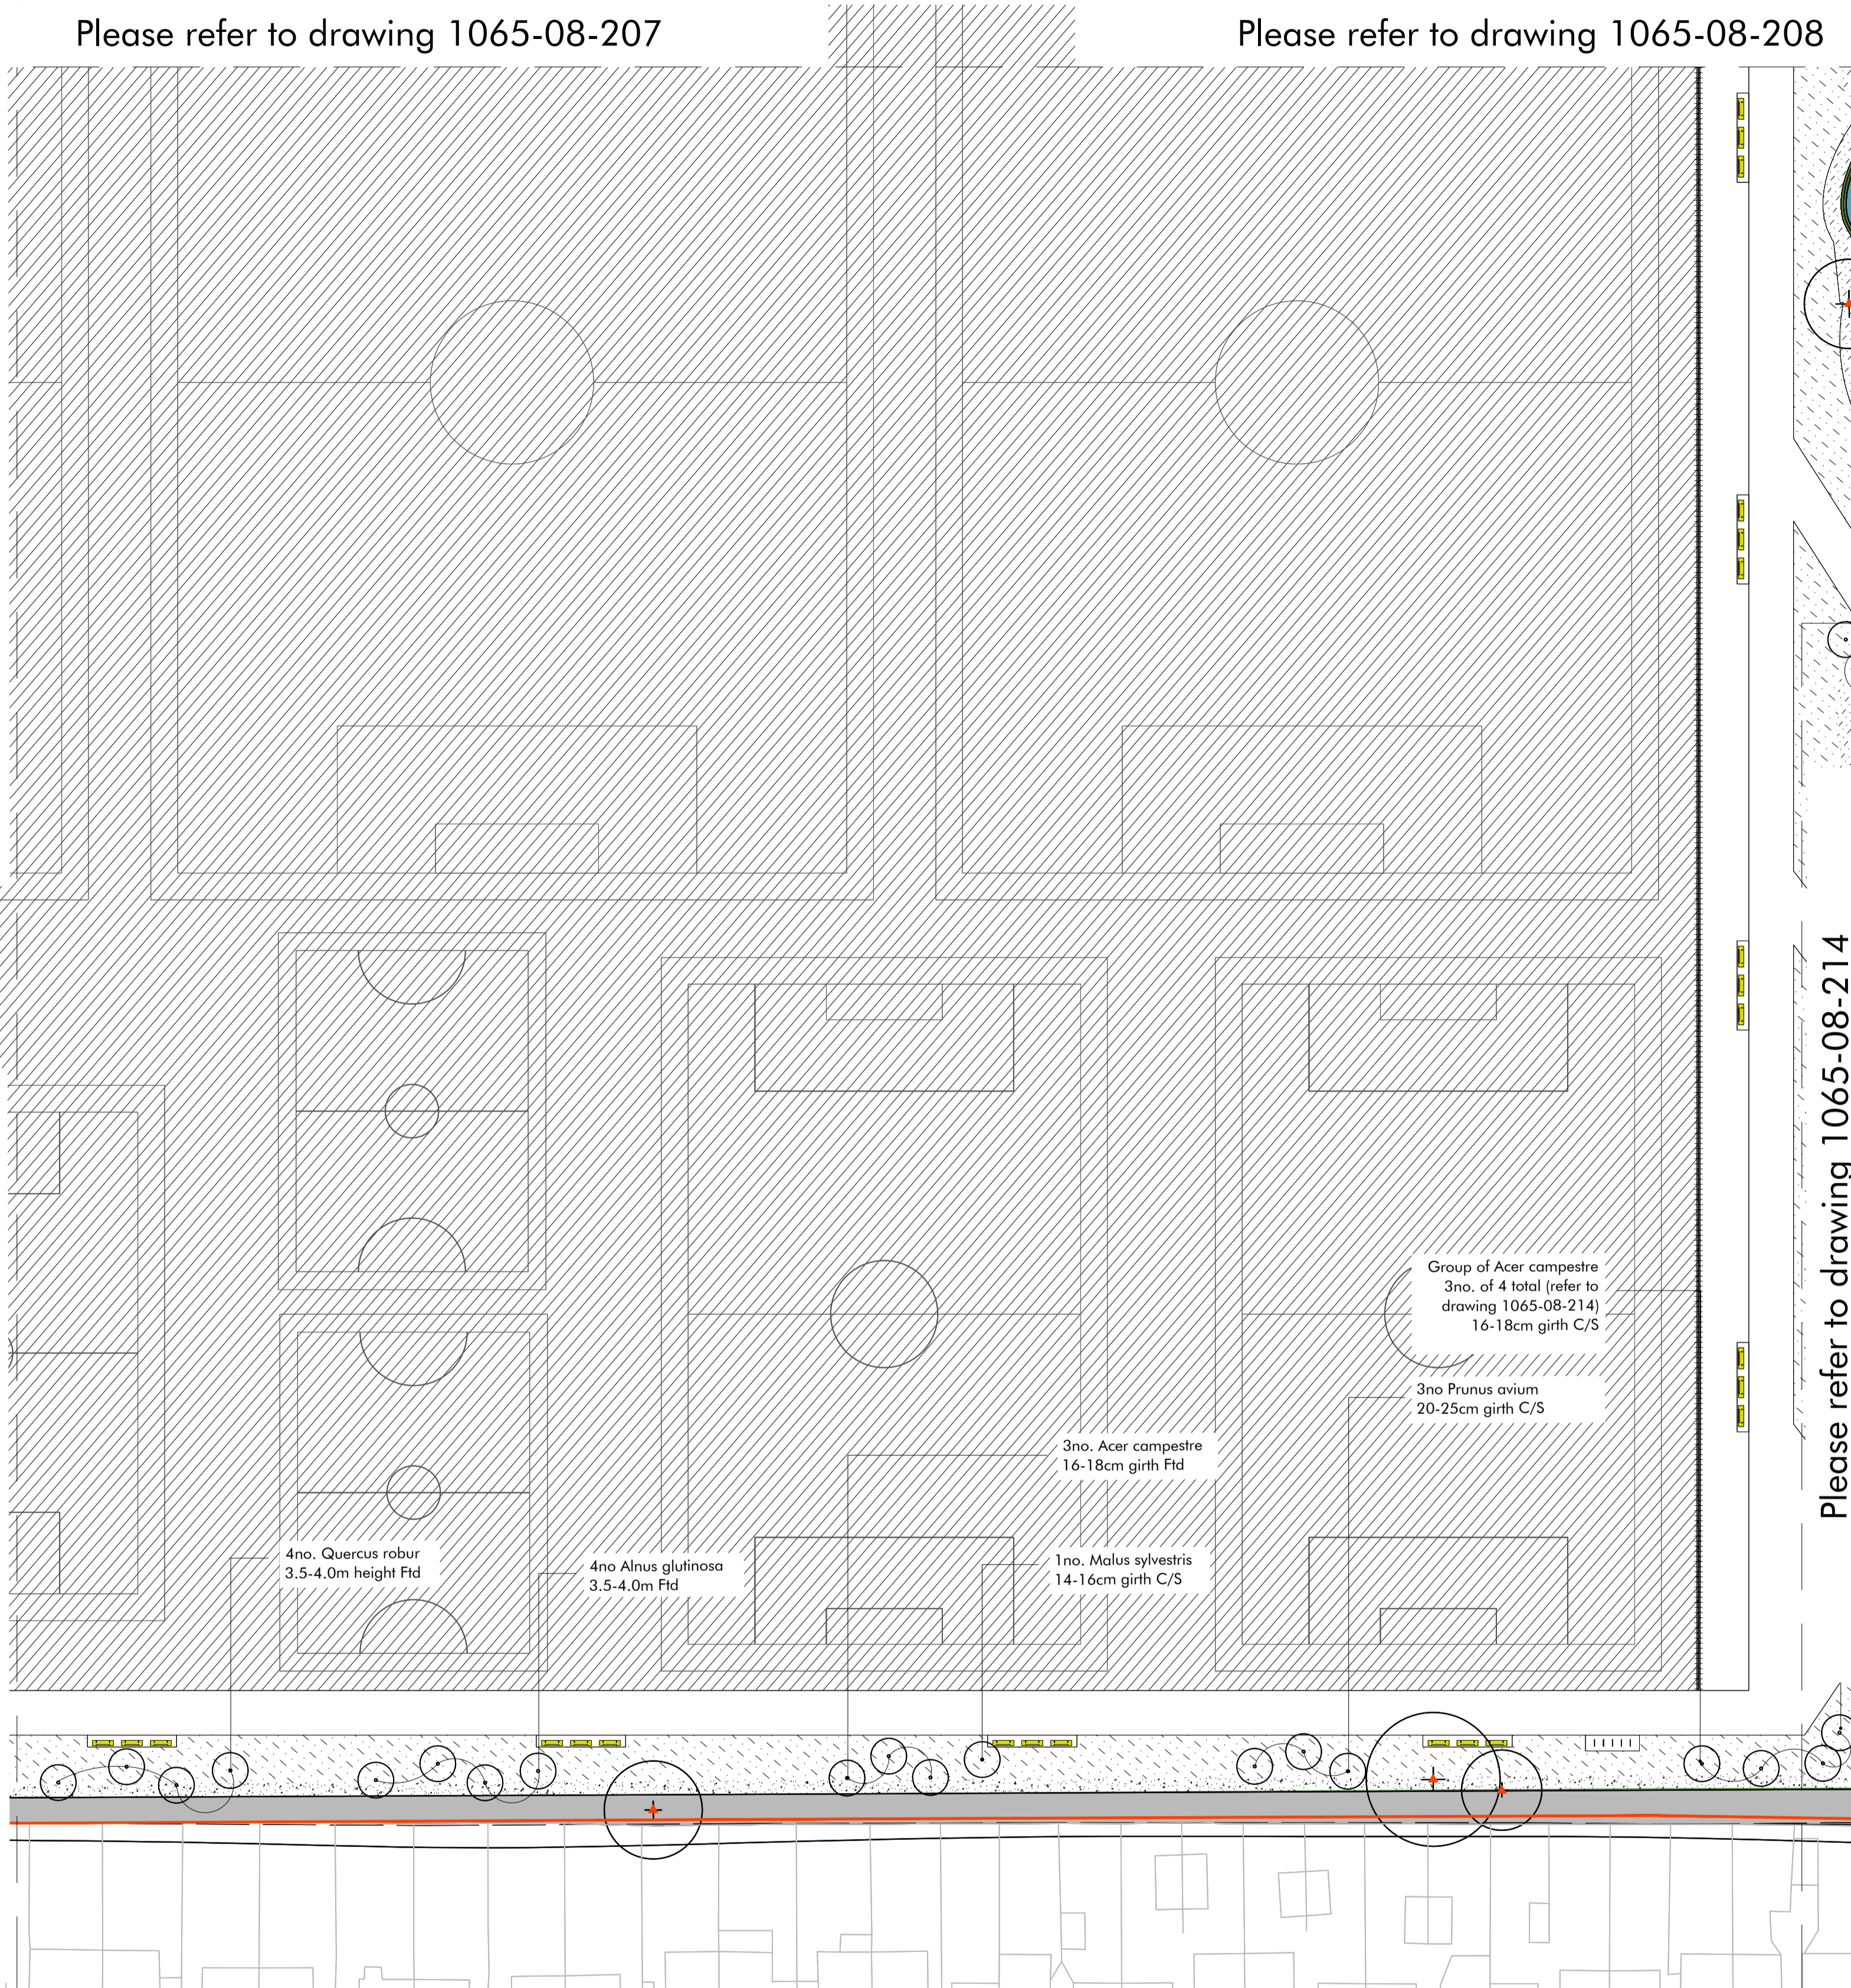 Please refer to drawing 1065-08-207
Please refer to drawing 1065-08-208
Please refer to drawing 1065-08-214
Group of Acer campestre
3no. of 4 total (refer to
drawing 1065-08-214)
16-18cm girth C/S
3no Prunus avium
20-25cm girth C/S
3no. Acer campestre
16-18cm girth Ftd
4no. Quercus robur
3.5-4.0m height Ftd
4no Alnus glutinosa
3.5-4.0m Ftd
1no. Malus sylvestris
14-16cm girth C/S